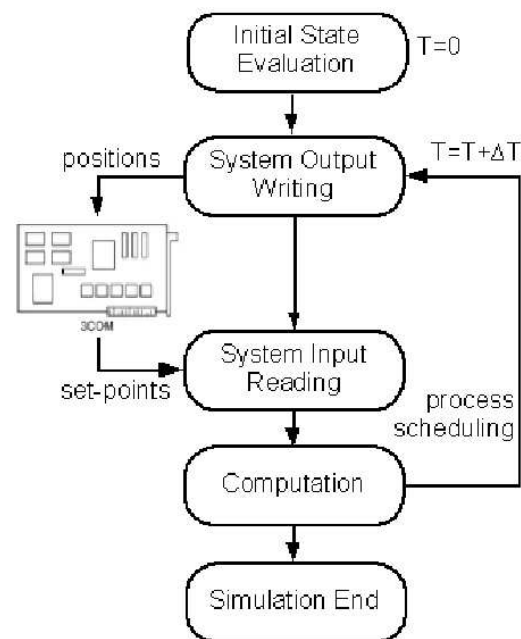 Initial State
Evaluation
T=0
positions
System Output
Writing
T=T+ΔT
3COM
System Input
Reading
set-points
process
scheduling
Computation
Simulation End